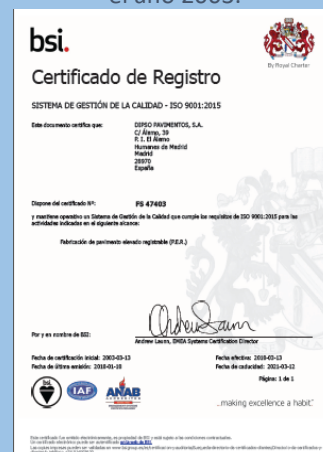 el año 2003.
bsi.
By Royal Charter
Certificado de Registro
SISTEMA DE GESTIÓN DE LA CALIDAD - ISO 9001:2015
Este documento certifica que:
DIPSO PAVIMENTOS, S.A.
C/ Álamo, 39
P. I. El Álamo
Humanes de Madrid
Madrid
28970
España
Dispone del certificado Nº:
FS 47403
y mantiene operativo un Sistema de Gestión de la Calidad que cumple los requisitos de ISO 9001:2015 para las
actividades indicadas en el siguiente alcance:
Fabricación de pavimento elevado registrable (P.E.R.)
Por y en nombre de BSI:
Andrew Launn, EMEA Systems Certification Director
Fecha de certificación inicial: 2003-03-13
Fecha efectiva: 2018-03-13
Fecha de última emisión: 2018-01-10
Fecha de caducidad: 2021-03-12
Página: 1 de 1
IAF
ANAB
ACCREDITED
...making excellence a habit.